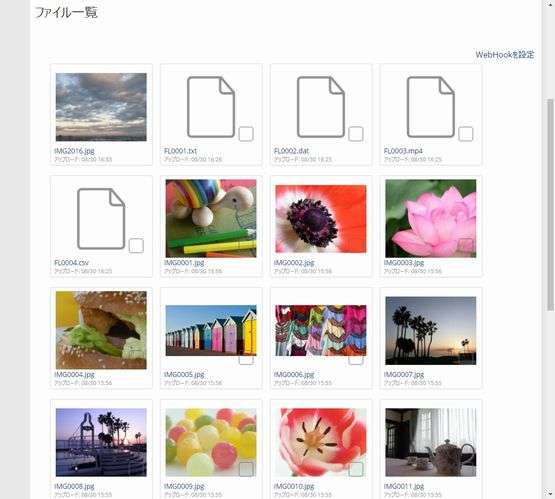 ファイル一覧
WebHookを設定
IMG2016.jpg
アップロード: 08/30 16:33
FL0001.txt
アップロード: 08/30 16:26
FL0002.dat
アップロード: 08/30 16:25
FL0003.mp4
アップロード: 08/30 16:25
FL0004.csv
アップロード: 08/30 16:23
IMG0001.jpg
アップロード: 08/30 15:56
IMG0002.jpg
アップロード: 08/30 15:56
IMG0003.jpg
アップロード: 08/30 15:56
IMG0004.jpg
アップロード: 08/30 15:56
IMG0005.jpg
アップロード: 08/30 15:55
IMG0006.jpg
アップロード: 08/30 15:55
IMG0007.jpg
アップロード: 08/30 15:55
IMG0008.jpg
アップロード: 08/30 15:55
IMG0009.jpg
アップロード: 08/30 15:55
IMG0010.jpg
アップロード: 08/30 15:55
IMG0011.jpg
アップロード: 08/30 15:55